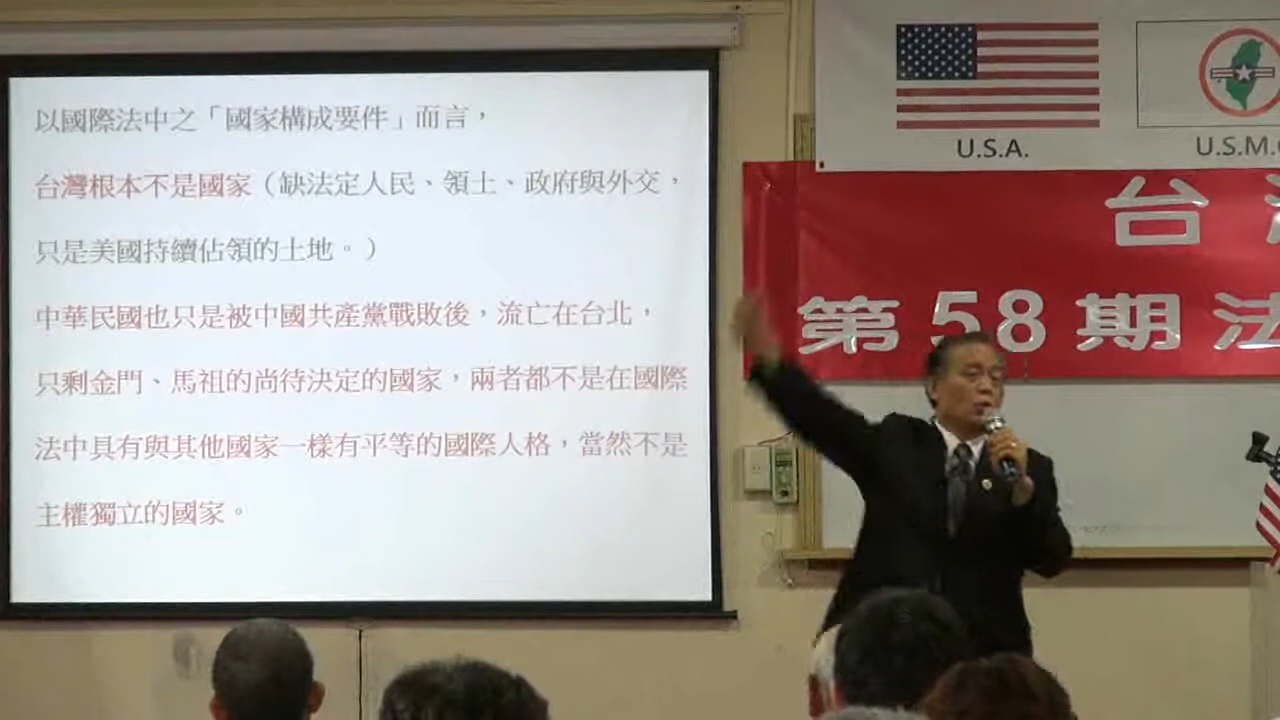 以國際法中之「國家構成要件」而言，
台灣根本不是國家（缺法定人民、領土、政府與外交，
只是美國持續佔領的土地。）
中華民國也只是被中國共產黨戰敗後，流亡在台北，
只剩金門、馬祖的尚待決定的國家，兩者都不是在國際
法中具有與其他國家一樣有平等的國際人格，當然不是
主權獨立的國家。
U.S.A.
U.S.M.
台
第58期法